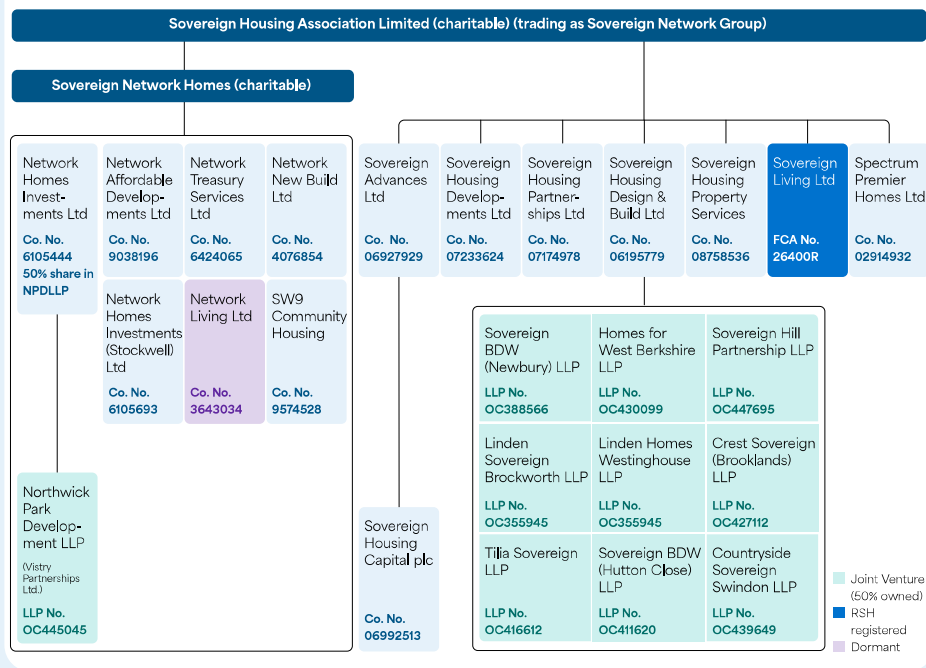 Sovereign Housing Association Limited (charitable) (trading as Sovereign Network Group)
Sovereign Network Homes (charitable)
Network
Homes
Invest-
ments Ltd
Co. No.
6105444
50% share in
NPDLLP
Network
Affordable
Develop-
ments Ltd
Co. No.
9038196
Network
Treasury
Services
Ltd
Co. No.
6424065
Network
New Build
Ltd
Co. No.
4076854
Network
Homes
Investments
(Stockwell)
Ltd
Co. No.
6105693
Network
Living Ltd
Co. No.
3643034
SW9
Community
Housing
Co. No.
9574528
Northwick
Park
Develop-
ment LLP
(Vistry
Partnerships
Ltd.)
LLP No.
OC445045
Sovereign
Advances
Ltd
Co. No.
06927929
Sovereign
Housing
Develop-
ments Ltd
Co. No.
07233624
Sovereign
Housing
Partner-
ships Ltd
Co. No.
07174978
Sovereign
Housing
Design &
Build Ltd
Co. No.
06195779
Sovereign
Housing
Property
Services
Co. No.
08758536
Sovereign
Living Ltd
FCA No.
26400R
Spectrum
Premier
Homes Ltd
Co. No.
02914932
Sovereign
Housing
Capital plc
Co. No.
06992513
Sovereign
BDW
(Newbury) LLP
LLP No.
OC388566
Homes for
West Berkshire
LLP
LLP No.
OC430099
Sovereign Hill
Partnership LLP
LLP No.
OC447695
Linden
Sovereign
Brockworth LLP
LLP No.
OC355945
Linden Homes
Westinghouse
LLP
LLP No.
OC355945
Crest Sovereign
(Brooklands)
LLP
LLP No.
OC427112
Tilia Sovereign
LLP
LLP No.
OC416612
Sovereign BDW
(Hutton Close)
LLP
LLP No.
OC411620
Countryside
Sovereign
Swindon LLP
LLP No.
OC439649
Joint Venture
(50% owned)
RSH
registered
Dormant